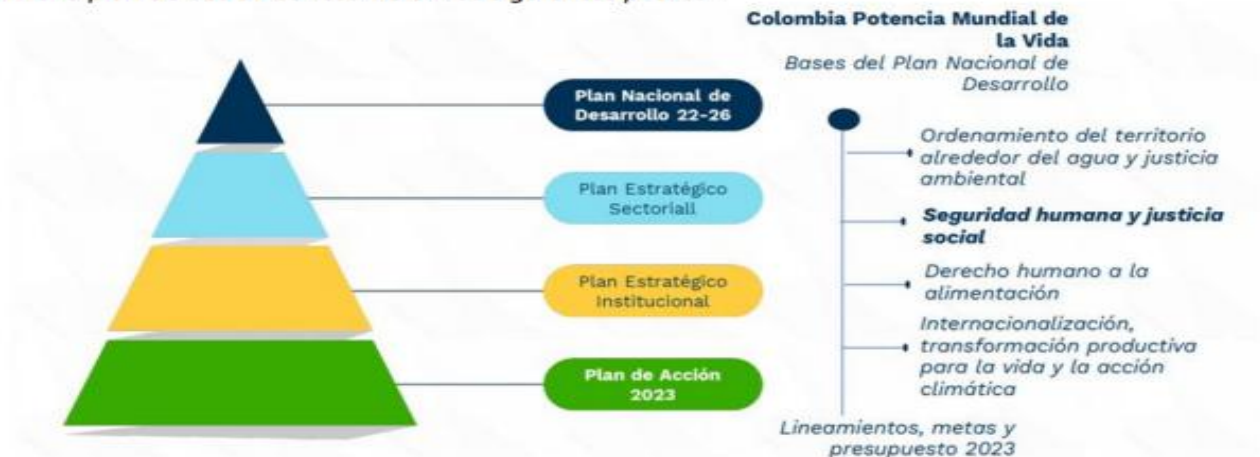 Plan Nacional de
Desarrollo 22-26
Plan Estratégico
Sectoriall
Plan Estratégico
Institucional
Plan de Acción
2023
Colombia Potencia Mundial de
la Vida
Bases del Plan Nacional de
Desarrollo
Ordenamiento del territorio
alrededor del agua y justicia
ambiental
Seguridad humana y justicia
social
Derecho humano a la
alimentación
Internacionalización,
transformación productiva
para la vida y la acción
climática
Lineamientos, metas y
presupuesto 2023